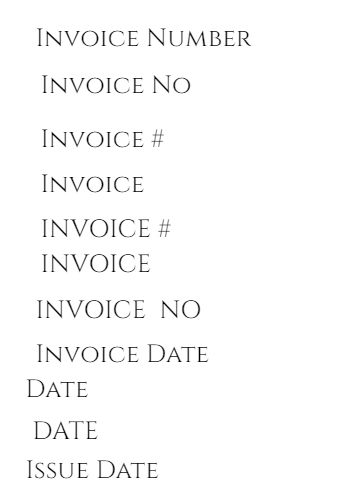 Invoice Number
Invoice No
Invoice #
Invoice
INVOICE #
INVOICE
INVOICE NO
Invoice Date
Date
DATE
Issue Date